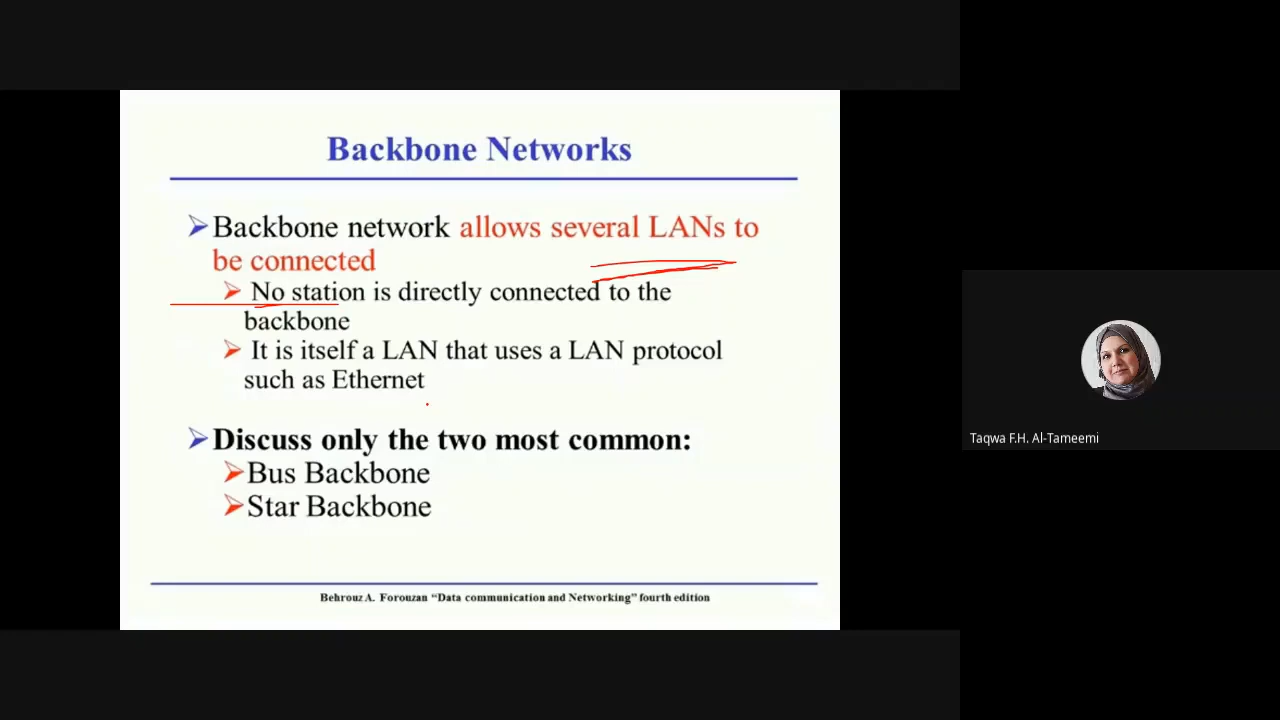 Backbone Networks
Backbone network allows several LANs to
be connected
No station is directly connected to the
backbone
It is itself a LAN that uses a LAN protocol
such as Ethernet
Discuss only the two most common:
Bus Backbone
Star Backbone
Behrouz A. Forouzan “Data communication and Networking” fourth edition
Taqwa F.H. Al-Tameemi